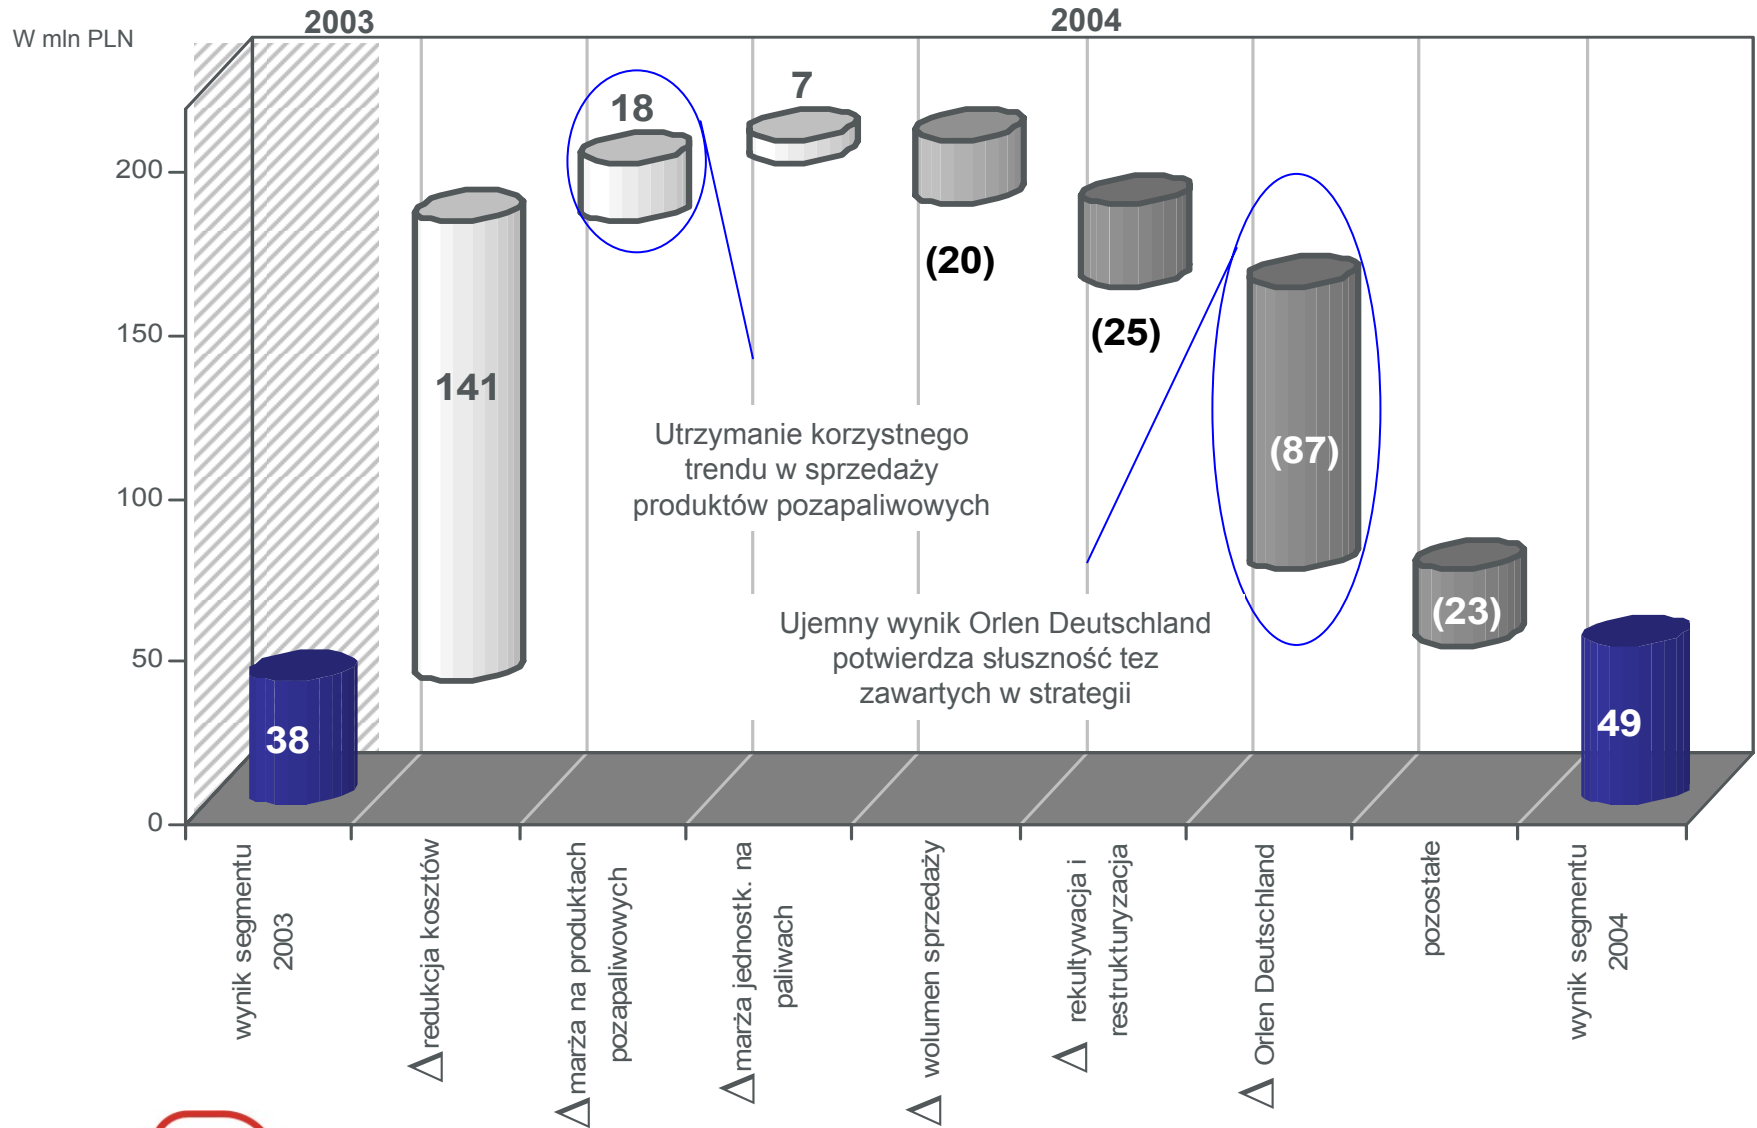 2003
2004
W mln PLN
200
150
100
50
0
38
141
18
7
(20)
(25)
(87)
(23)
49
Utrzymanie korzystnego
trendu w sprzedaży
produktów pozapaliwowych
Ujemny wynik Orlen Deutschland
potwierdza słuszność tez
zawartych w strategii
wynik segmentu
2003
△ redukcja kosztów
△ marża na produktach
pozapaliwowych
△ marża jednostk. na
paliwach
△ wolumen sprzedaży
△ rekultywacja i
restrukturyzacja
△ Orlen Deutschland
pozostałe
wynik segmentu
2004